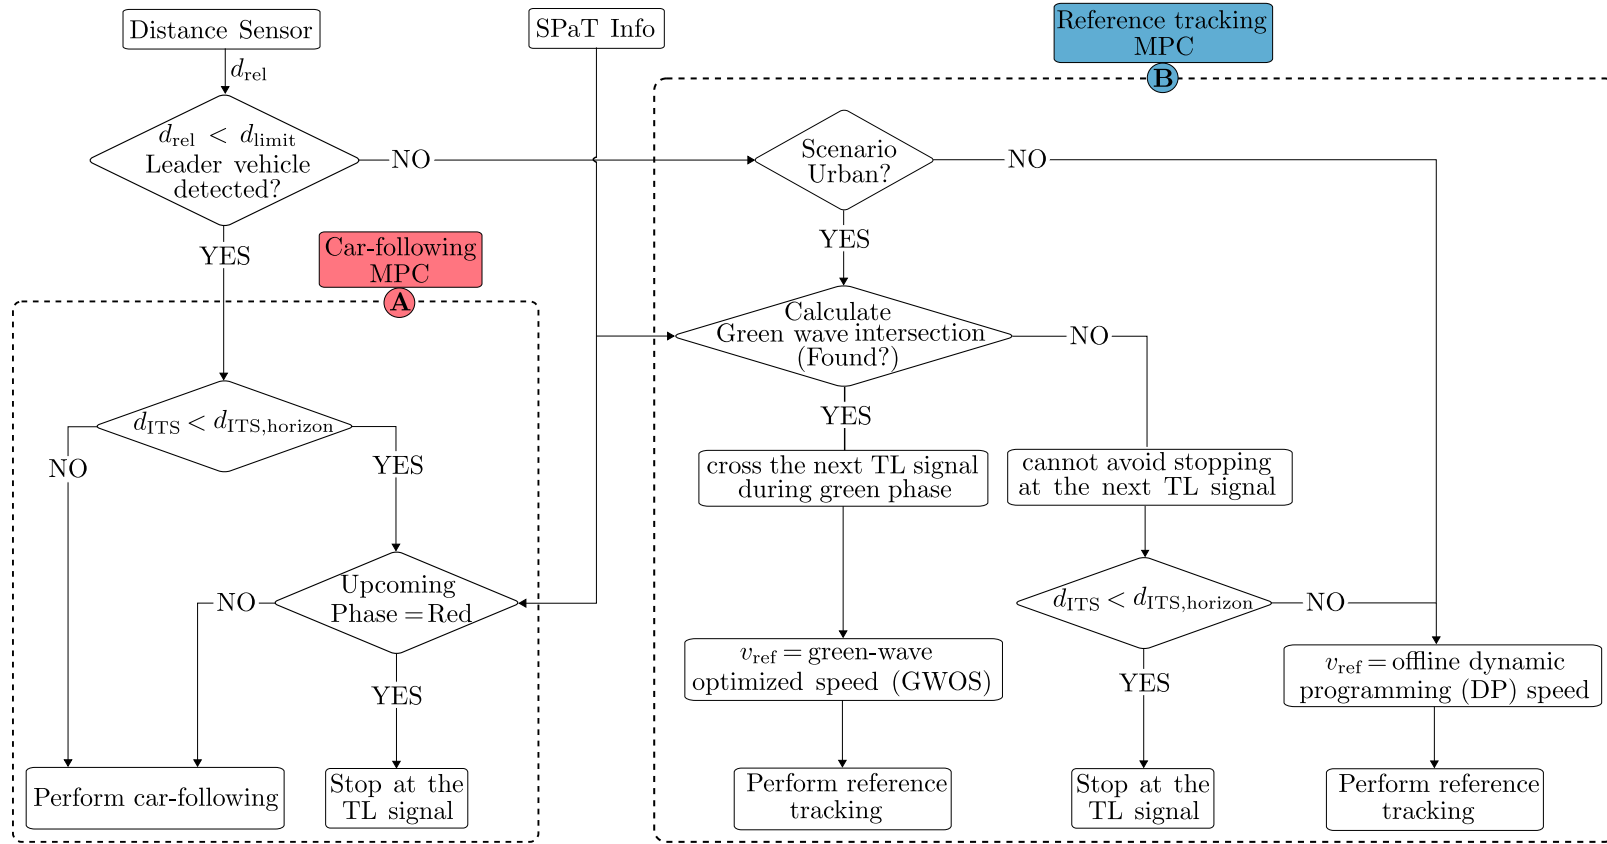 Distance Sensor
SPaT Info
Reference tracking
MPC
B
d_rel
d_rel < d_limit
Leader vehicle
detected?
NO
Scenario
Urban?
NO
YES
YES
Car-following
MPC
A
Calculate
Green wave intersection
(Found?)
NO
YES
d_ITS < d_ITS,horizon
NO
YES
cross the next TL signal
during green phase
cannot avoid stopping
at the next TL signal
Upcoming
Phase = Red
NO
YES
d_ITS < d_ITS,horizon
NO
YES
v_ref = green-wave
optimized speed (GWOS)
v_ref = offline dynamic
programming (DP) speed
Perform car-following
Stop at the
TL signal
Perform reference
tracking
Stop at the
TL signal
Perform reference
tracking